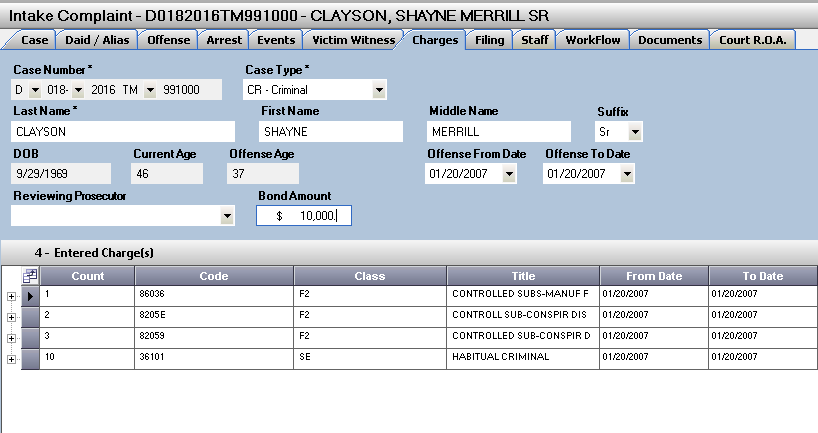 Intake Complaint - D0182016TM991000 - CLAYSON, SHAYNE MERRILL SR
Case Daid / Alias Offense Arrest Events Victim Witness Charges Filing Staff WorkFlow Documents Court R.O.A.
Case Number * Case Type *
D 018- 2016 TM 991000 CR - Criminal
Last Name * First Name Middle Name Suffix
CLAYSON SHAYNE MERRILL Sr
DOB Current Age Offense Age Offense From Date Offense To Date
9/29/1969 46 37 01/20/2007 01/20/2007
Reviewing Prosecutor Bond Amount
$ 10,000.
4 - Entered Charge(s)
Count Code Class Title From Date To Date
1 86036 F2 CONTROLLED SUBS-MANUF F 01/20/2007 01/20/2007
2 8205E F2 CONTROLL SUB-CONSPIR DIS 01/20/2007 01/20/2007
3 82059 F2 CONTROLLED SUB-CONSPIR D 01/20/2007 01/20/2007
10 36101 SE HABITUAL CRIMINAL 01/20/2007 01/20/2007